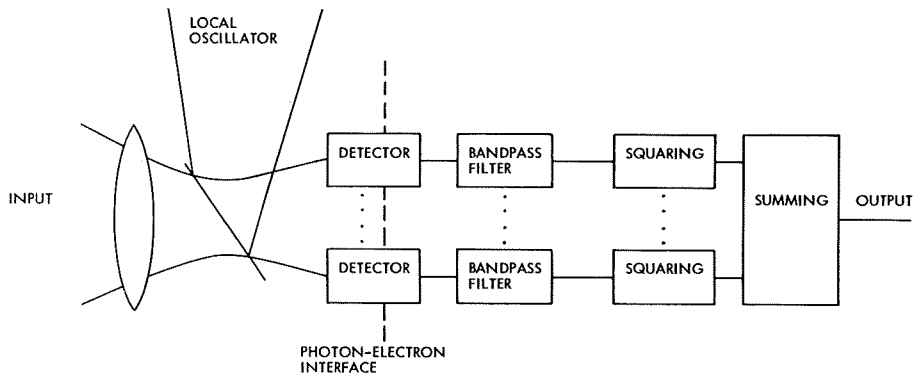 LOCAL
OSCILLATOR
INPUT
DETECTOR
BANDPASS
FILTER
SQUARING
SUMMING
OUTPUT
DETECTOR
BANDPASS
FILTER
SQUARING
PHOTON-ELECTRON
INTERFACE